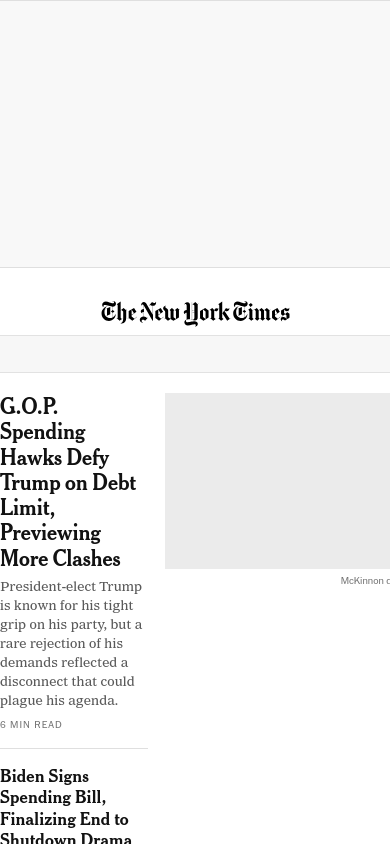 The New York Times
G.O.P.
Spending
Hawks Defy
Trump on Debt
Limit,
Previewing
More Clashes
President-elect Trump
is known for his tight
grip on his party, but a
rare rejection of his
demands reflected a
disconnect that could
plague his agenda.
6 MIN READ
McKinnon
Biden Signs
Spending Bill,
Finalizing End to
Shutdown Drama